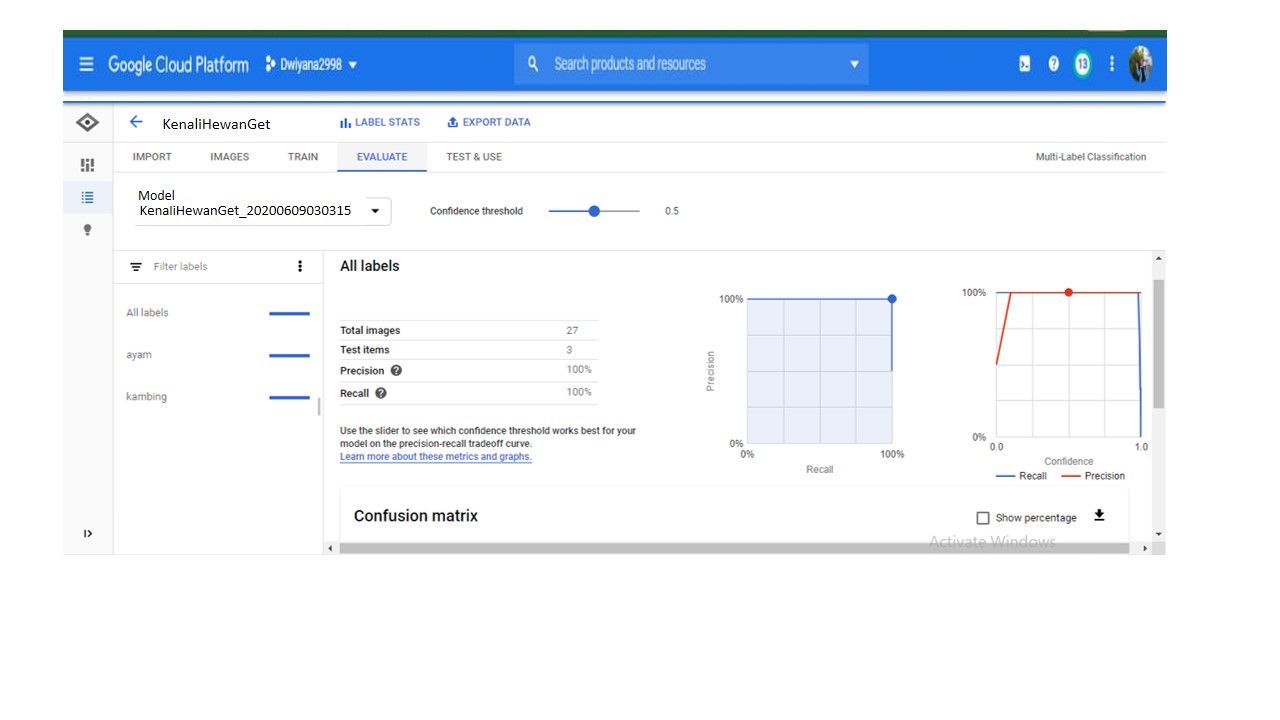 Google Cloud Platform Dwiyana2998 Search products and resources 13
KenaliHewanGet LABEL STATS EXPORT DATA
IMPORT IMAGES TRAIN EVALUATE TEST & USE Multi-Label Classification
Model
KenaliHewanGet_20200609030315 Confidence threshold 0.5
Filter labels
All labels
ayam
kambing
All labels
Total images 27
Test items 3
Precision ? 100%
Recall ? 100%
Use the slider to see which confidence threshold works best for your
model on the precision-recall tradeoff curve.
Learn more about these metrics and graphs.
100%
Precision
0%
0% 100%
Recall
100%
0%
0.0 1.0
Confidence
Recall Precision
Confusion matrix Show percentage
Activate Windows